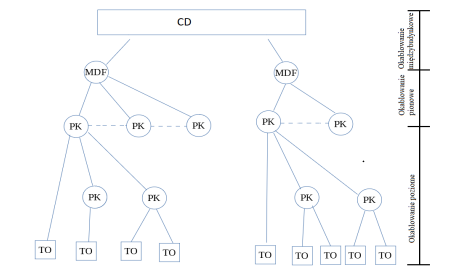 CD
MDF
MDF
PK
PK
PK
PK
PK
PK
PK
PK
PK
TO
TO
TO
TO
TO
TO
TO
TO
TO
Okablowanie
międzybudynkowe
Okablowanie
pionowe
Okablowanie poziome